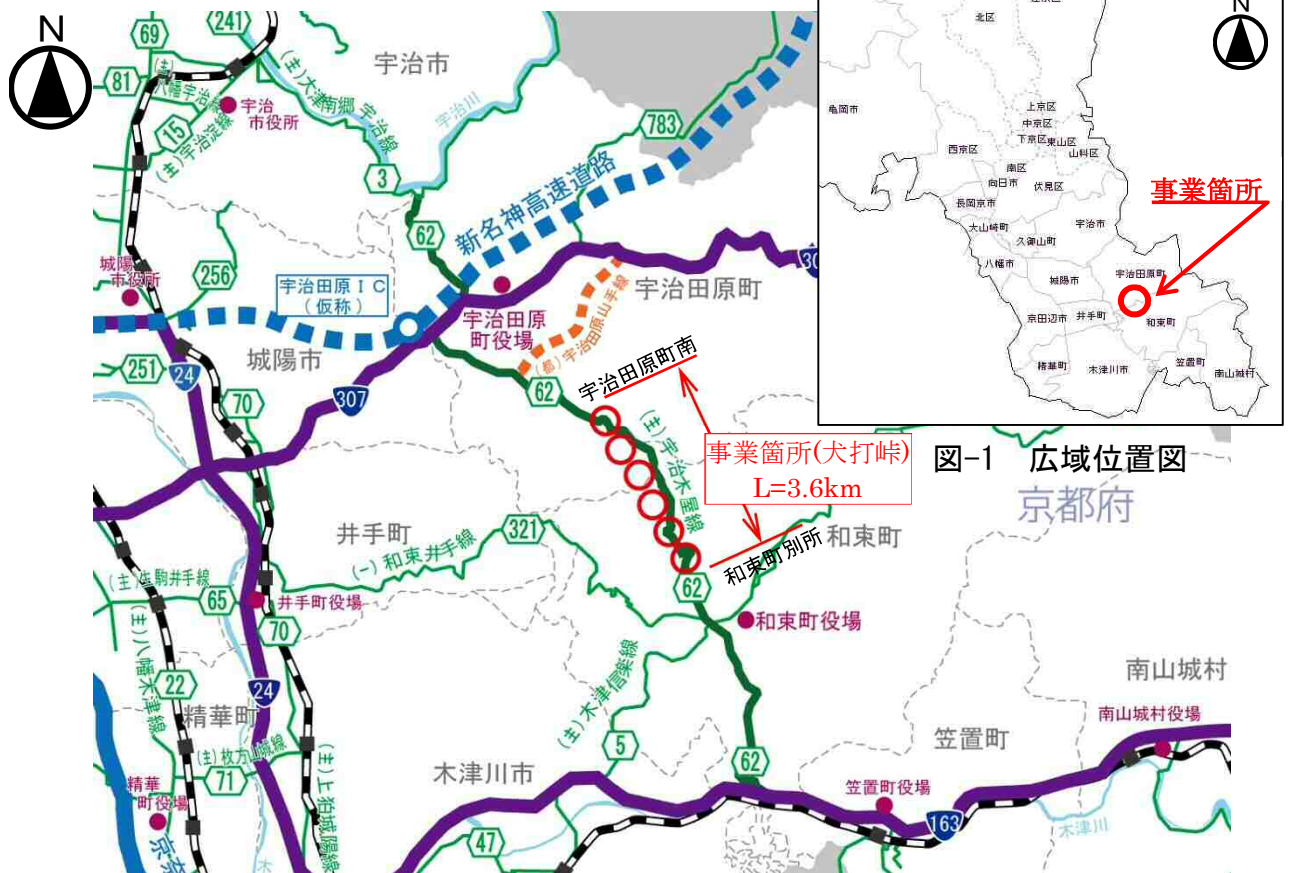 N
69
241
宇治市
81
(主)
八幡宇治線
宇治
市役所
(主)大津南郷宇治線
宇治川
15
(主)宇治淀線
3
783
62
新名神高速道路
城陽
市役所
256
宇治田原IC
(仮称)
宇治田原
町役場
(都)宇治田原山手線
宇治田原町
30
城陽市
251
24
307
70
62
宇治田原町南
(主)宇治木屋線
事業箇所(犬打峠)
L=3.6km
和束町別所
和束町
京都府
井手町
321
(一)和束井手線
(主)生駒井手線
65
井手町役場
70
62
和束町役場
(主)八幡木津線
22
24
精華町
(主)枚方山城線
71
(主)上狛城陽線
精華
町役場
京奈
木
(主)木津信楽線
5
62
木津川市
47
笠置町
笠置町役場
163
南山城村
南山城村役場
木津川
N
北区
亀岡市
上京区
中京区
下京区
東山区
山科区
西京区
南区
向日市
伏見区
長岡京市
大山崎町
宇治市
久御山町
八幡市
城陽市
宇治田原町
京田辺市
井手町
和束町
精華町
木津川市
笠置町
南山城村
事業箇所
図-1 広域位置図